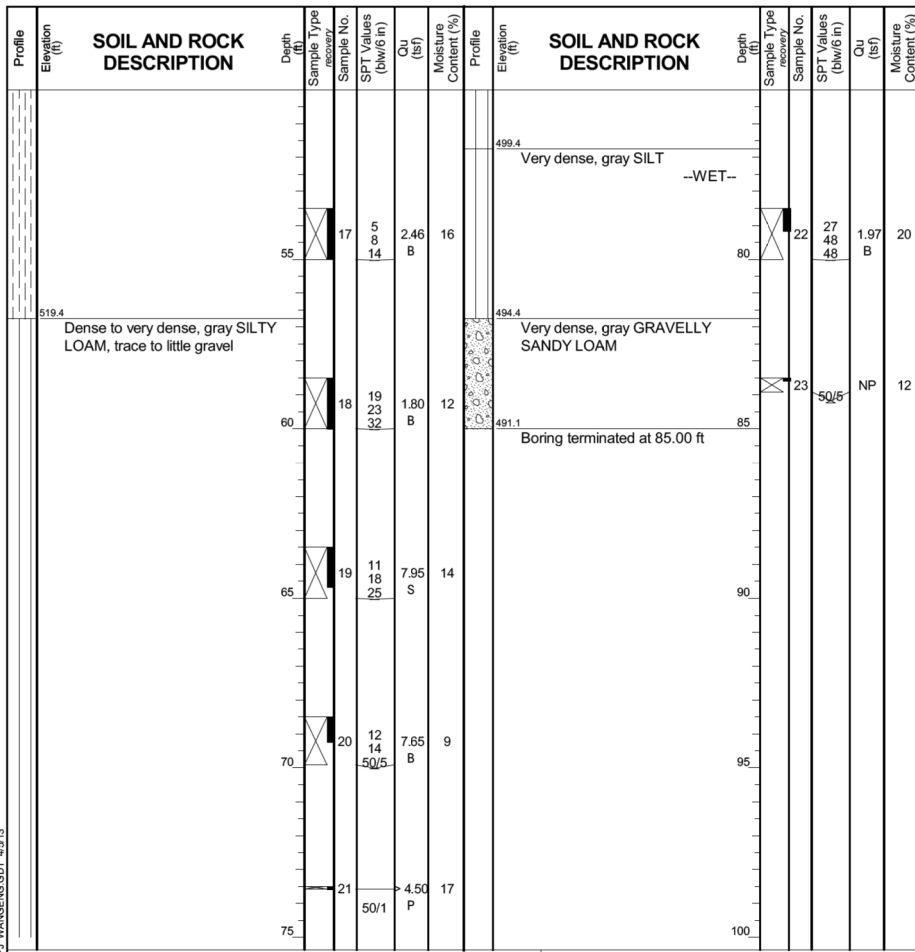 Profile
Elevation (ft)
SOIL AND ROCK DESCRIPTION
Depth (ft)
Sample Type
recovery
Sample No.
SPT Values (blw/6 in)
Qu (tsf)
Moisture Content (%)
Profile
Elevation (ft)
SOIL AND ROCK DESCRIPTION
Depth (ft)
Sample Type
recovery
Sample No.
SPT Values (blw/6 in)
Qu (tsf)
Moisture Content (%)
55
17
5
8
14
2.46
B
16
519.4
Dense to very dense, gray SILTY
LOAM, trace to little gravel
60
18
19
23
32
1.80
B
12
65
19
11
18
25
7.95
S
14
70
20
12
14
50/5
7.65
B
9
21
50/1
> 4.50
P
17
75
499.4
Very dense, gray SILT
--WET--
80
22
27
48
48
1.97
B
20
494.4
Very dense, gray GRAVELLY
SANDY LOAM
23
50/5
NP
12
85
491.1
Boring terminated at 85.00 ft
90
95
100
WANGENG.GDT 4/5/13